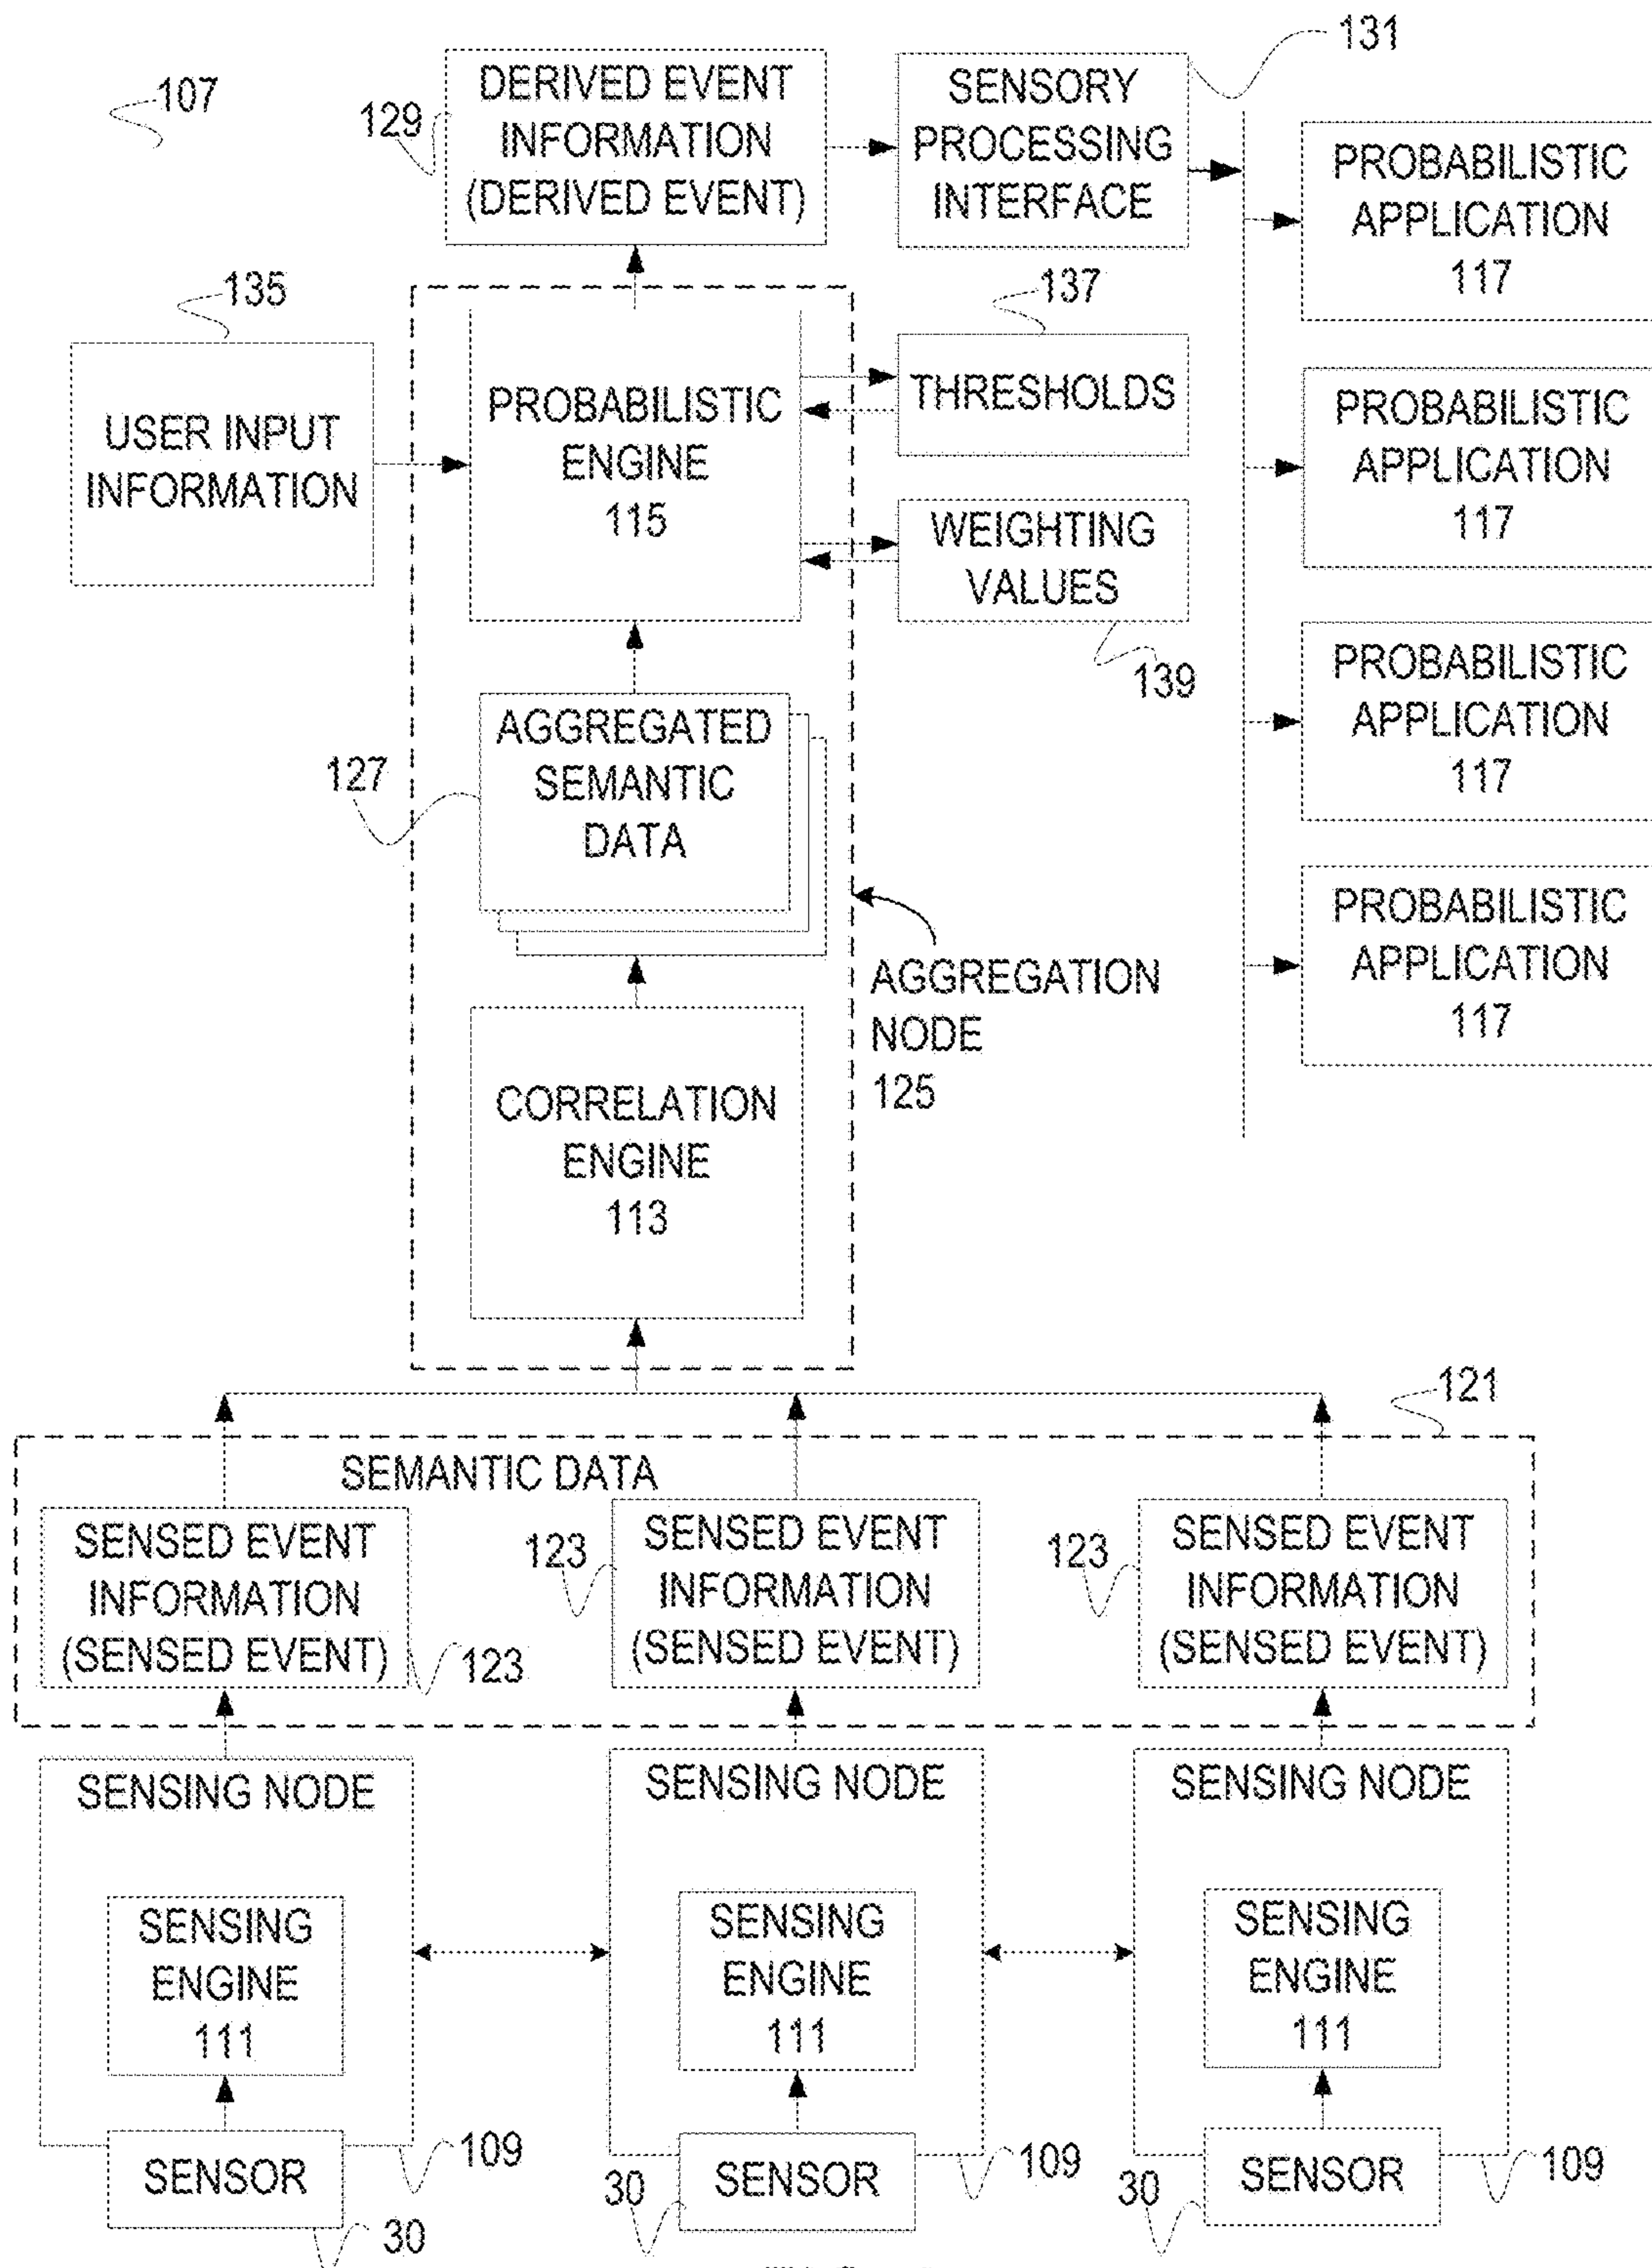 131
107
129
DERIVED EVENT
INFORMATION
(DERIVED EVENT)
SENSORY
PROCESSING
INTERFACE
PROBABILISTIC
APPLICATION
117
135
USER INPUT
INFORMATION
PROBABILISTIC
ENGINE
115
137
THRESHOLDS
WEIGHTING
VALUES
139
PROBABILISTIC
APPLICATION
117
PROBABILISTIC
APPLICATION
117
PROBABILISTIC
APPLICATION
117
127
AGGREGATED
SEMANTIC
DATA
AGGREGATION
NODE
125
CORRELATION
ENGINE
113
121
SEMANTIC DATA
SENSED EVENT
INFORMATION
(SENSED EVENT)
123
123
SENSED EVENT
INFORMATION
(SENSED EVENT)
123
SENSED EVENT
INFORMATION
(SENSED EVENT)
SENSING NODE
SENSING
ENGINE
111
SENSOR
109
30
SENSING NODE
SENSING
ENGINE
111
30
SENSOR
109
SENSING NODE
SENSING
ENGINE
111
30
SENSOR
109